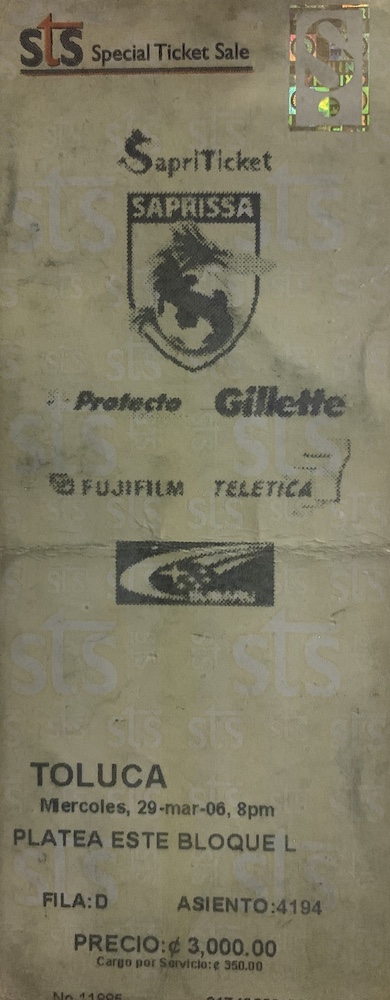 sts Special Ticket Sale
SapriTicket
SAPRISSA
Protecto Gillette
FUJIFILM TELETICA
SUBARU
TOLUCA
Miercoles, 29-mar-06, 8pm
PLATEA ESTE BLOQUE L
FILA:D ASIENTO:4194
PRECIO:¢ 3,000.00
Cargo por Servicio:¢ 350.00